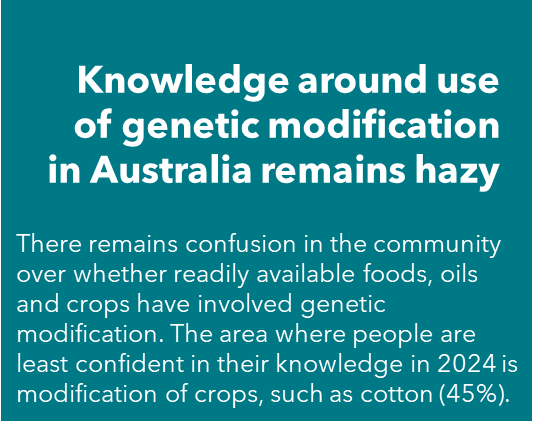 Knowledge around use
of genetic modification
in Australia remains hazy
There remains confusion in the community
over whether readily available foods, oils
and crops have involved genetic
modification. The area where people are
least confident in their knowledge in 2024 is
modification of crops, such as cotton (45%).